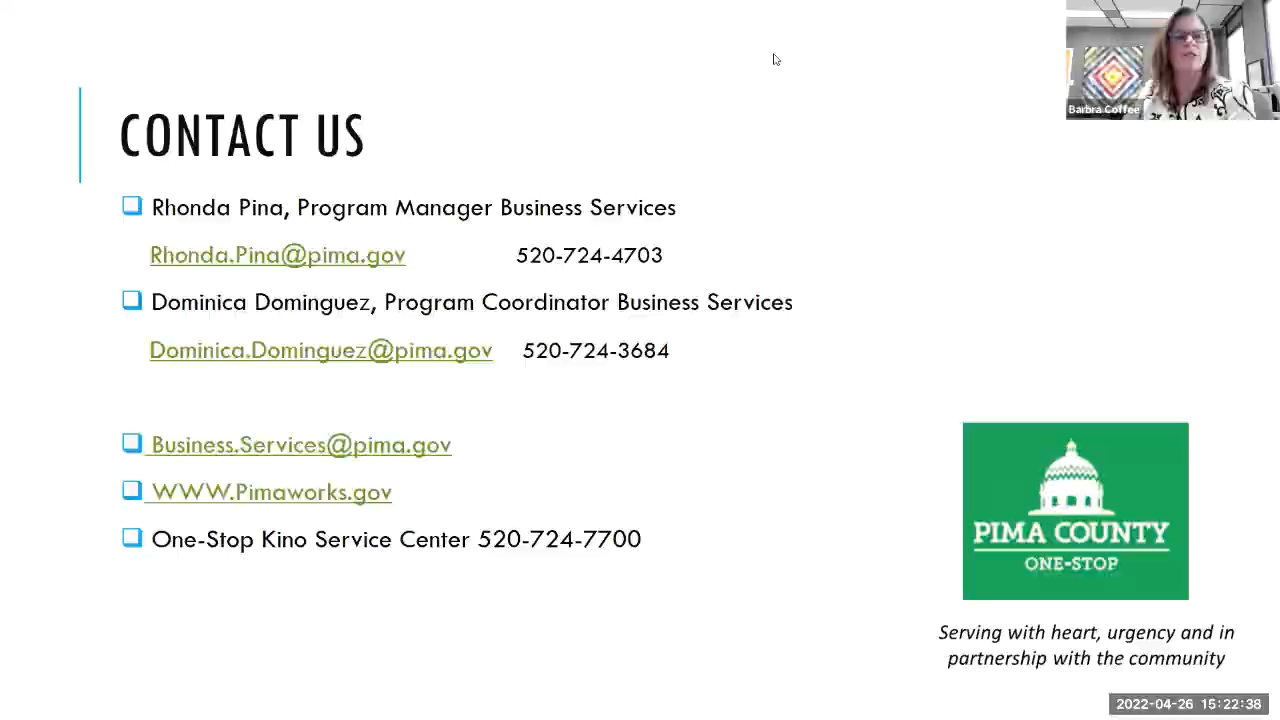 Barbra Coffee
CONTACT US
Rhonda Pina, Program Manager Business Services
Rhonda.Pina@pima.gov 520-724-4703
Dominica Dominguez, Program Coordinator Business Services
Dominica.Dominguez@pima.gov 520-724-3684
Business.Services@pima.gov
WWW.Pimaworks.gov
One-Stop Kino Service Center 520-724-7700
PIMA COUNTY
ONE-STOP
Serving with heart, urgency and in
partnership with the community
2022-04-26 15:22:38